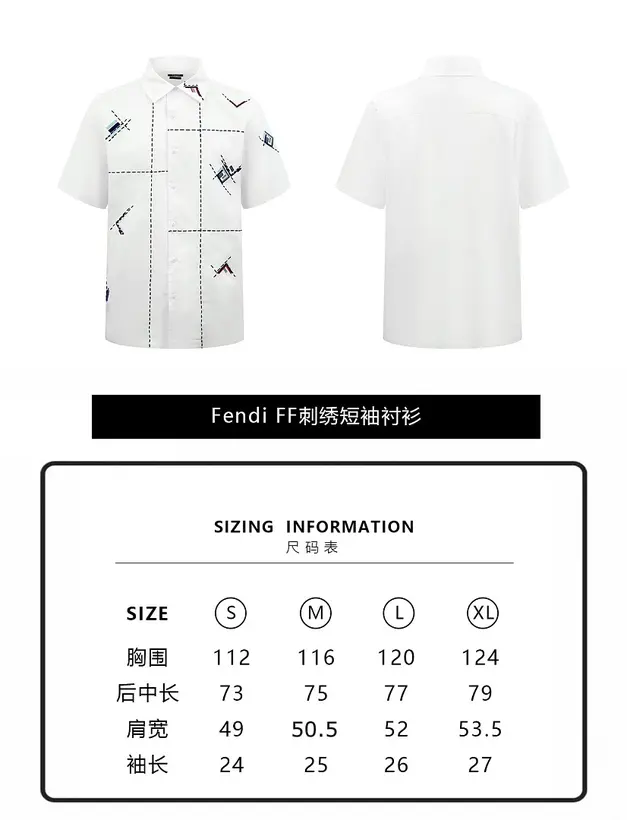 Fendi FF刺绣短袖衬衫
SIZING INFORMATION
尺码表
SIZE S M L XL
胸围 112 116 120 124
后中长 73 75 77 79
肩宽 49 50.5 52 53.5
袖长 24 25 26 27